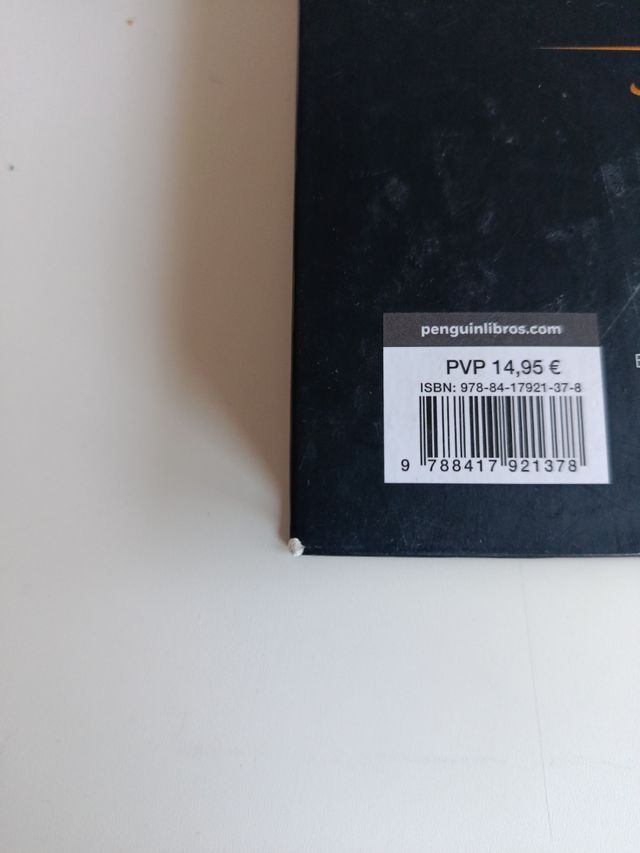 penguinlibros.com
PVP 14,95 €
ISBN: 978-84-17921-37-8
9 788417 921378